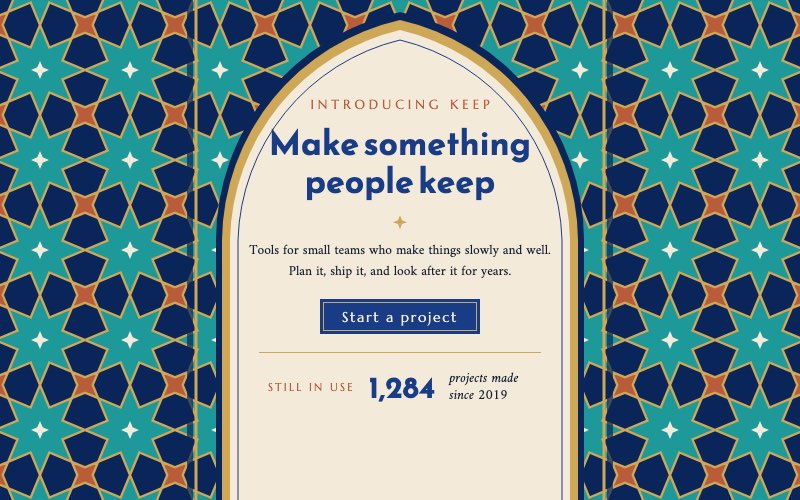 INTRODUCING KEEP
Make something
people keep
Tools for small teams who make things slowly and well.
Plan it, ship it, and look after it for years.
Start a project
STILL IN USE 1,284 projects made
since 2019